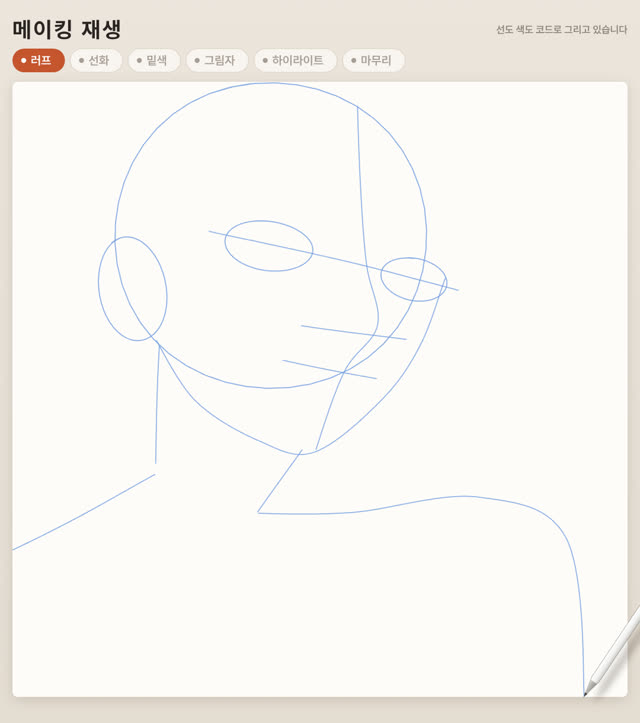 메이킹 재생
선도 색도 코드로 그리고 있습니다
러프
선화
밑색
그림자
하이라이트
마무리